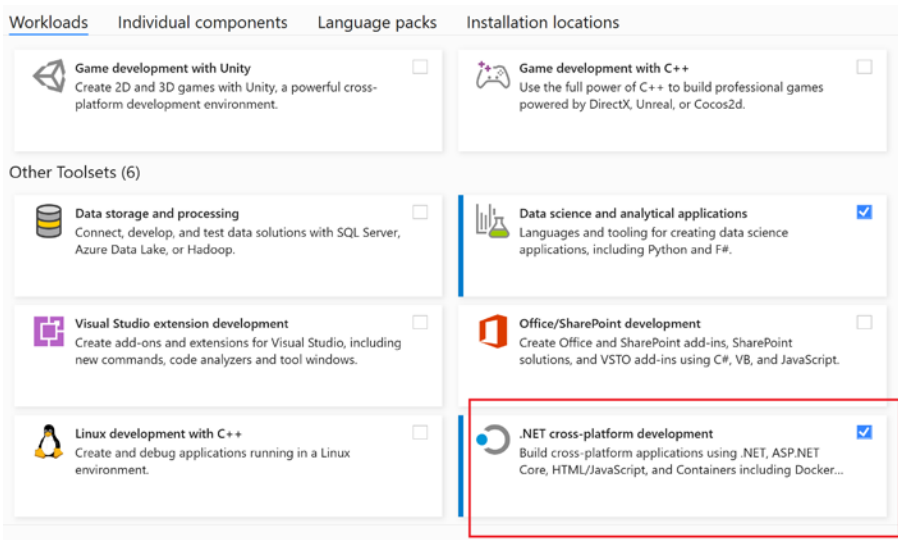 Workloads Individual components Language packs Installation locations
Game development with Unity
Create 2D and 3D games with Unity, a powerful cross-
platform development environment.
Game development with C++
Use the full power of C++ to build professional games
powered by DirectX, Unreal, or Cocos2d.
Other Toolsets (6)
Data storage and processing
Connect, develop, and test data solutions with SQL Server,
Azure Data Lake, or Hadoop.
Data science and analytical applications
Languages and tooling for creating data science
applications, including Python and F#.
Visual Studio extension development
Create add-ons and extensions for Visual Studio, including
new commands, code analyzers and tool windows.
Office/SharePoint development
Create Office and SharePoint add-ins, SharePoint
solutions, and VSTO add-ins using C#, VB, and JavaScript.
Linux development with C++
Create and debug applications running in a Linux
environment.
.NET cross-platform development
Build cross-platform applications using .NET, ASP.NET
Core, HTML/JavaScript, and Containers including Docker...